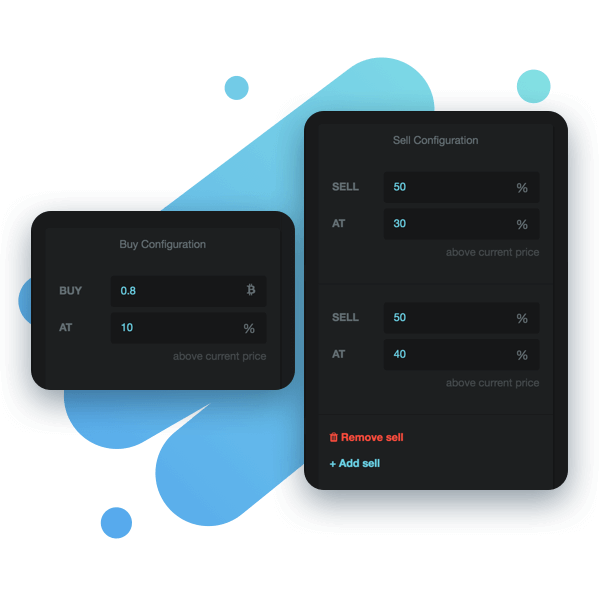 Buy Configuration
BUY 0.8 ₿
AT 10 %
above current price
Sell Configuration
SELL 50 %
AT 30 %
above current price
SELL 50 %
AT 40 %
above current price
Remove sell
+ Add sell